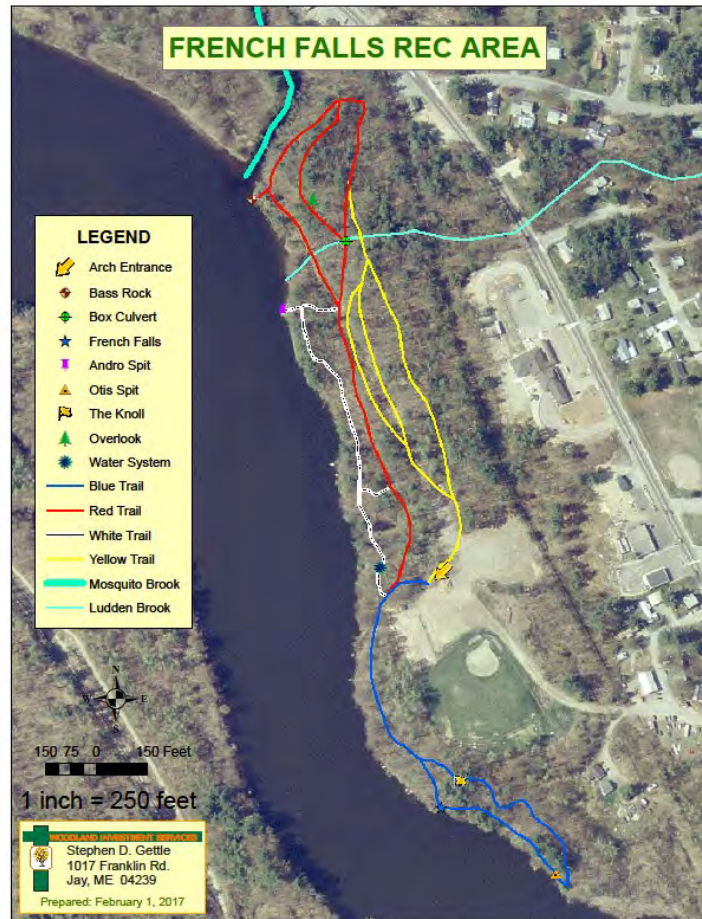 FRENCH FALLS REC AREA
LEGEND
Arch Entrance
Bass Rock
Box Culvert
French Falls
Andro Spit
Otis Spit
The Knoll
Overlook
Water System
Blue Trail
Red Trail
White Trail
Yellow Trail
Mosquito Brook
Ludden Brook
N
W E
S
150 75 0 150 Feet
1 inch = 250 feet
WOODLAND INVESTMENT SERVICES
Stephen D. Gettle
1017 Franklin Rd.
Jay, ME 04239
Prepared: February 1, 2017